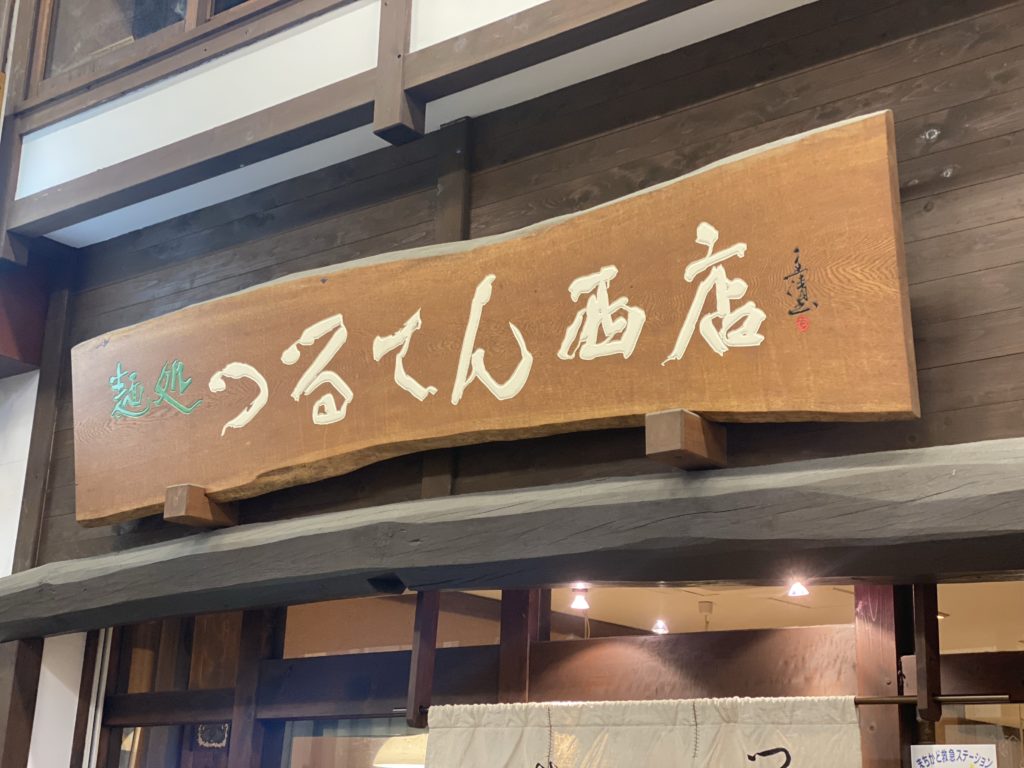 麺処 つるてん西店
つ
まちかど救急ステーション